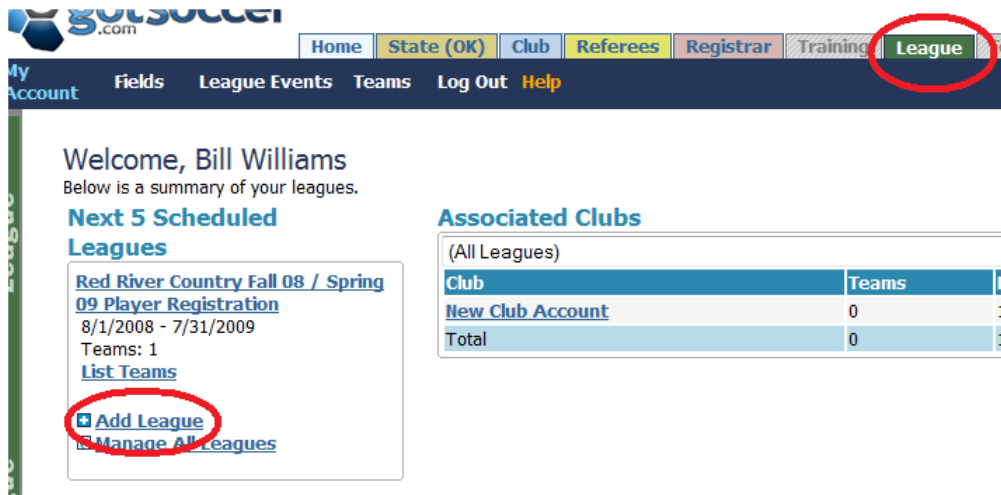 gotsoccer
.com
Home State (OK) Club Referees Registrar Training League
My Account Fields League Events Teams Log Out Help
Welcome, Bill Williams
Below is a summary of your leagues.
Next 5 Scheduled
Leagues
Red River Country Fall 08 / Spring
09 Player Registration
8/1/2008 - 7/31/2009
Teams: 1
List Teams
Add League
Manage All Leagues
Associated Clubs
(All Leagues)
Club Teams
New Club Account 0
Total 0
League